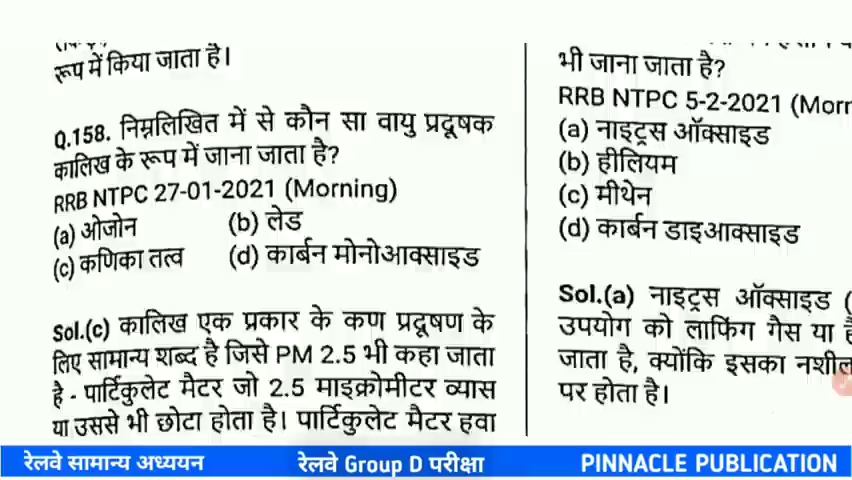 रूप में किया जाता है।
Q.158. निम्नलिखित में से कौन सा वायु प्रदूषक
कालिख के रूप में जाना जाता है?
RRB NTPC 27-01-2021 (Morning)
(a) ओजोन (b) लेड
(c) कणिका तत्व (d) कार्बन मोनोआक्साइड
Sol.(c) कालिख एक प्रकार के कण प्रदूषण के
लिए सामान्य शब्द है जिसे PM 2.5 भी कहा जाता
है - पार्टिकुलेट मैटर जो 2.5 माइक्रोमीटर व्यास
या उससे भी छोटा होता है। पार्टिकुलेट मैटर हवा
भी जाना जाता है?
RRB NTPC 5-2-2021 (Morn
(a) नाइट्रस ऑक्साइड
(b) हीलियम
(c) मीथेन
(d) कार्बन डाइआक्साइड
Sol.(a) नाइट्रस ऑक्साइड (
उपयोग को लाफिंग गैस या
जाता है, क्योंकि इसका नशील
पर होता है।
रेलवे सामान्य अध्ययन रेलवे Group D परीक्षा PINNACLE PUBLICATION